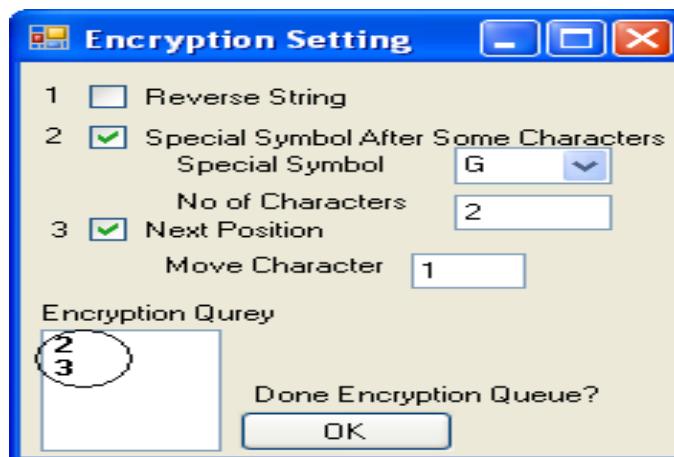 Encryption Setting
1 Reverse String
2 Special Symbol After Some Characters
Special Symbol G
No of Characters 2
3 Next Position
Move Character 1
Encryption Qurey
2
3
Done Encryption Queue?
OK